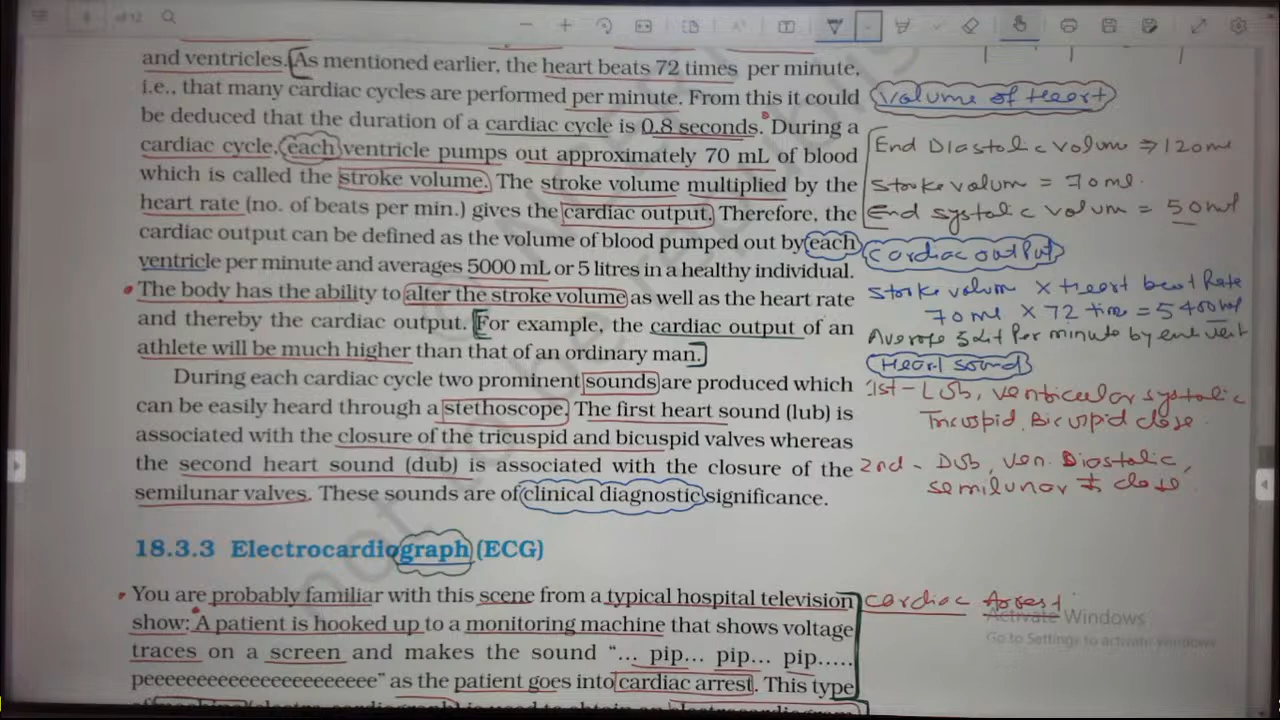 of 12
and ventricles. As mentioned earlier, the heart beats 72 times per minute,
i.e., that many cardiac cycles are performed per minute. From this it could
be deduced that the duration of a cardiac cycle is 0.8 seconds. During a
cardiac cycle, each ventricle pumps out approximately 70 mL of blood
which is called the stroke volume. The stroke volume multiplied by the
heart rate (no. of beats per min.) gives the cardiac output. Therefore, the
cardiac output can be defined as the volume of blood pumped out by each
ventricle per minute and averages 5000 mL or 5 litres in a healthy individual.
The body has the ability to alter the stroke volume as well as the heart rate
and thereby the cardiac output. For example, the cardiac output of an
athlete will be much higher than that of an ordinary man.
During each cardiac cycle two prominent sounds are produced which
can be easily heard through a stethoscope. The first heart sound (lub) is
associated with the closure of the tricuspid and bicuspid valves whereas
the second heart sound (dub) is associated with the closure of the
semilunar valves. These sounds are of clinical diagnostic significance.
18.3.3 Electrocardiograph (ECG)
You are probably familiar with this scene from a typical hospital television
show: A patient is hooked up to a monitoring machine that shows voltage
traces on a screen and makes the sound “... pip... pip... pip.....
peeeeeeeeeeeeeeeeeeeeee” as the patient goes into cardiac arrest. This type
Volume of Heart
End Diastolic volum ⇒ 120ml
Stroke volum = 70ml.
End systolic volum = 50ml
Cardiac output
Stroke volum × Heart beat Rate
70ml × 72 time = 5400ml
Average 5 Lit Per minute by
Heart sound
1st - Lub, venticular systolic
Tricuspid, Bicuspid close.
2nd - Dub, ven. Diastolic,
semilunar close.
Cardiac Arrest
Activate Windows
Go to Settings to activate Windows.
not to be republished